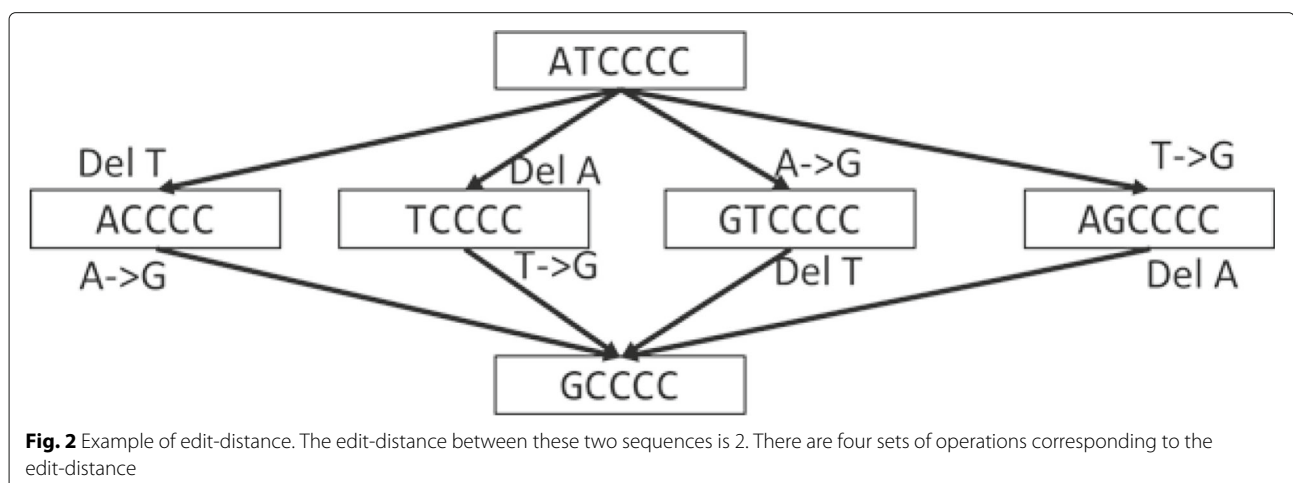 ATCCCC
Del T
Del A
A->G
T->G
ACCCC
TCCCC
GTCCCC
AGCCCC
A->G
T->G
Del T
Del A
GCCCC
Fig. 2 Example of edit-distance. The edit-distance between these two sequences is 2. There are four sets of operations corresponding to the
edit-distance